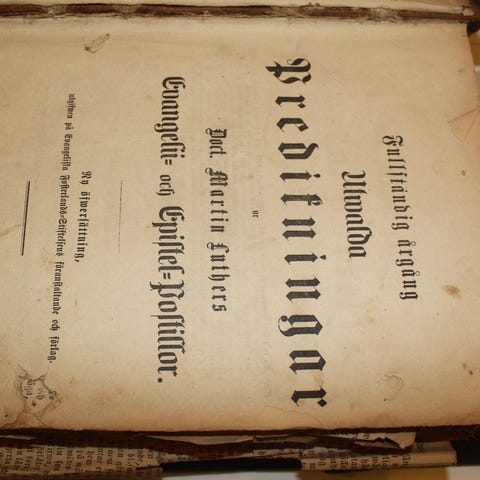 Fullständig årgång
Utwalda
Predikningar
ur
Doct. Martin Luthers
Evangelii- och Epistel-Postillor.
Ny öfwersättning,
utgifwen på Evangeliska Fosterlands-Stiftelsens föranstaltande och förlag.